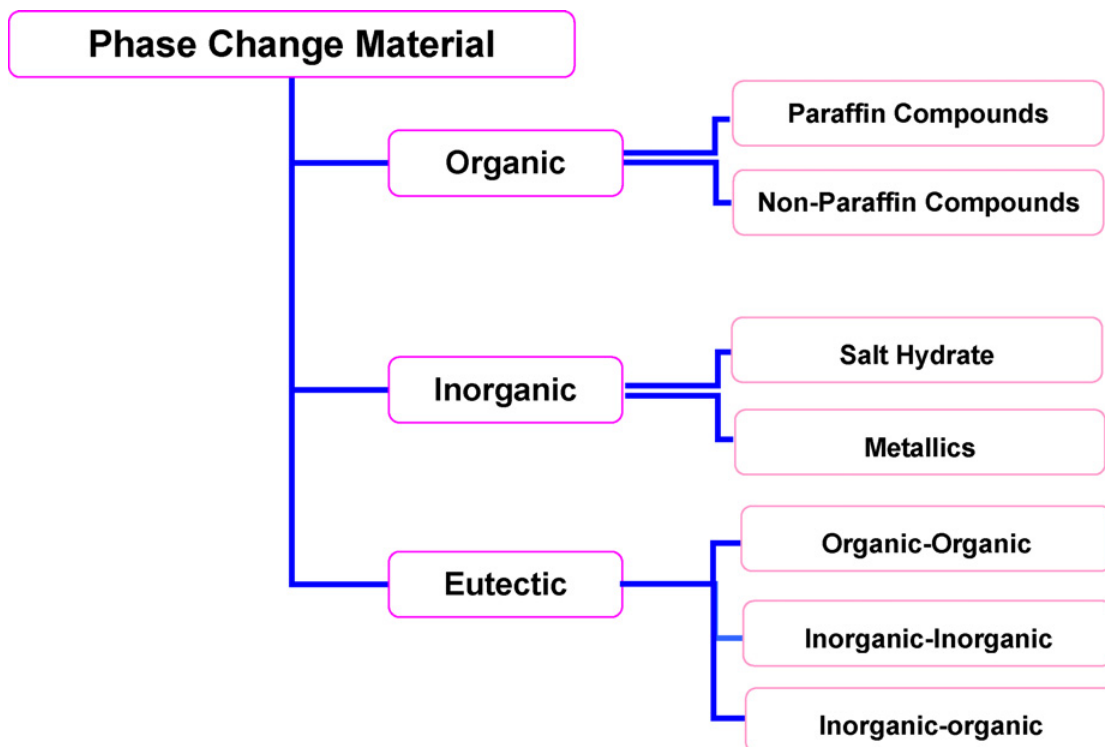 Phase Change Material
Organic
Paraffin Compounds
Non-Paraffin Compounds
Inorganic
Salt Hydrate
Metallics
Eutectic
Organic-Organic
Inorganic-Inorganic
Inorganic-organic